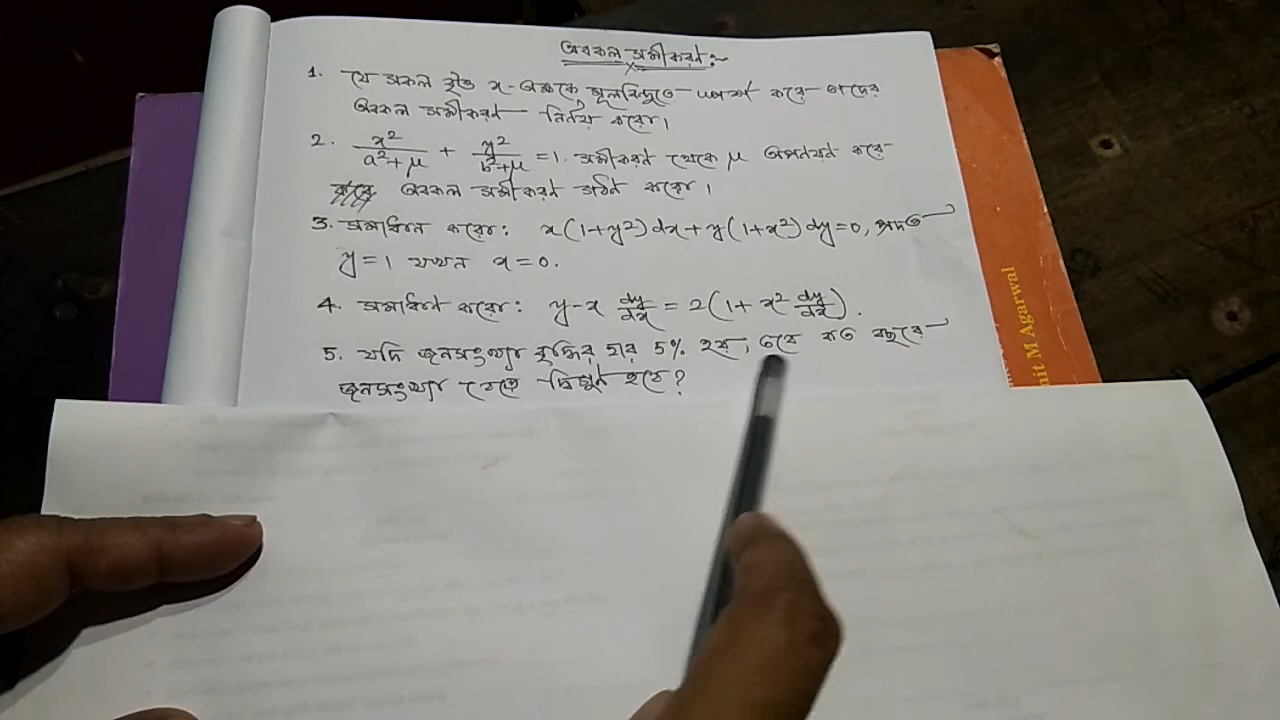 অবকল সমীকরণ :~
1. যে সকল বৃত্ত x-অক্ষকে মূলবিন্দুতে স্পর্শ করে তাদের
অবকল সমীকরণ নির্ণয় করো।
2. x²/(a²+μ) + y²/(b²+μ) = 1. সমীকরণ থেকে μ অপনয়ন করে
অবকল সমীকরণ গঠন করো।
3. সমাধান করো: x(1+y²)dx+y(1+x²)dy=0, প্রদত্ত
y=1 যখন x=0.
4. সমাধান করো: y-x dy/dx = 2(1+x² dy/dx).
5. যদি জনসংখ্যা বৃদ্ধির হার 5% হয়, তবে কত বছরে
জনসংখ্যা বেড়ে দ্বিগুণ হবে?
nit M Agarwal